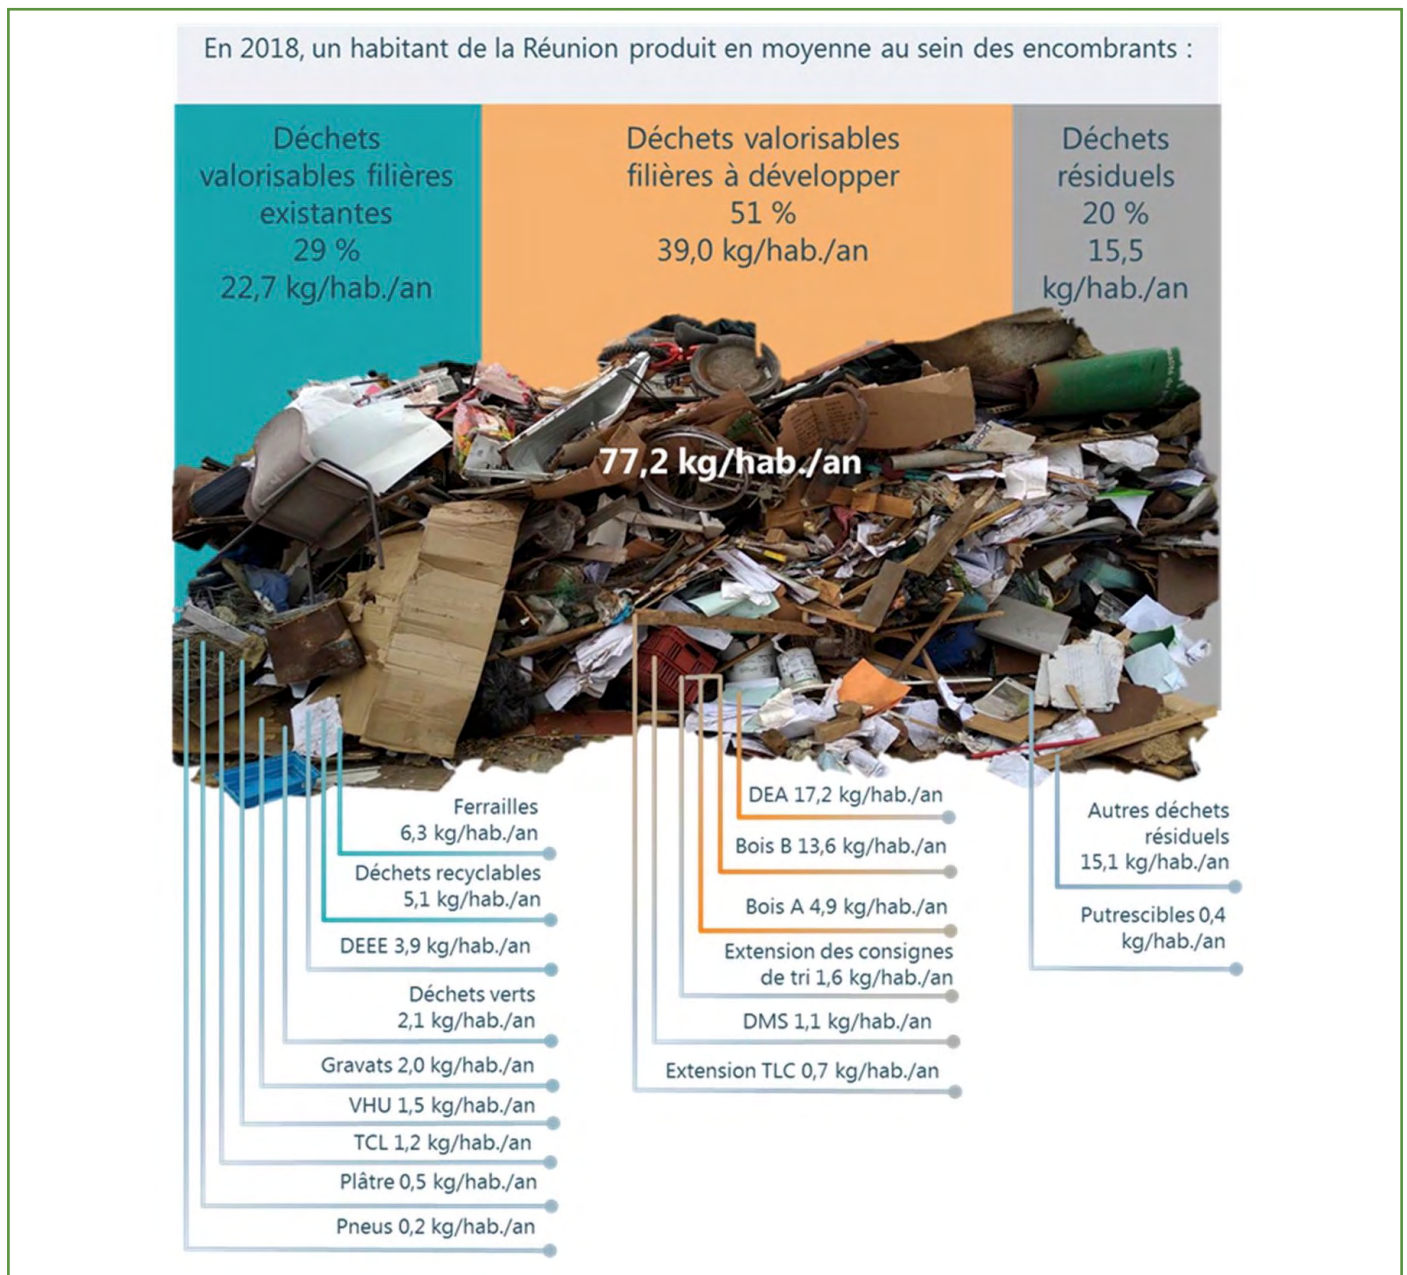 En 2018, un habitant de la Réunion produit en moyenne au sein des encombrants :
Déchets
valorisables filières
existantes
29 %
22,7 kg/hab./an
Déchets valorisables
filières à développer
51 %
39,0 kg/hab./an
Déchets
résiduels
20 %
15,5
kg/hab./an
77,2 kg/hab./an
Ferrailles
6,3 kg/hab./an
Déchets recyclables
5,1 kg/hab./an
DEEE 3,9 kg/hab./an
Déchets verts
2,1 kg/hab./an
Gravats 2,0 kg/hab./an
VHU 1,5 kg/hab./an
TCL 1,2 kg/hab./an
Plâtre 0,5 kg/hab./an
Pneus 0,2 kg/hab./an
DEA 17,2 kg/hab./an
Bois B 13,6 kg/hab./an
Bois A 4,9 kg/hab./an
Extension des consignes
de tri 1,6 kg/hab./an
DMS 1,1 kg/hab./an
Extension TLC 0,7 kg/hab./an
Autres déchets
résiduels
15,1 kg/hab./an
Putrescibles 0,4
kg/hab./an